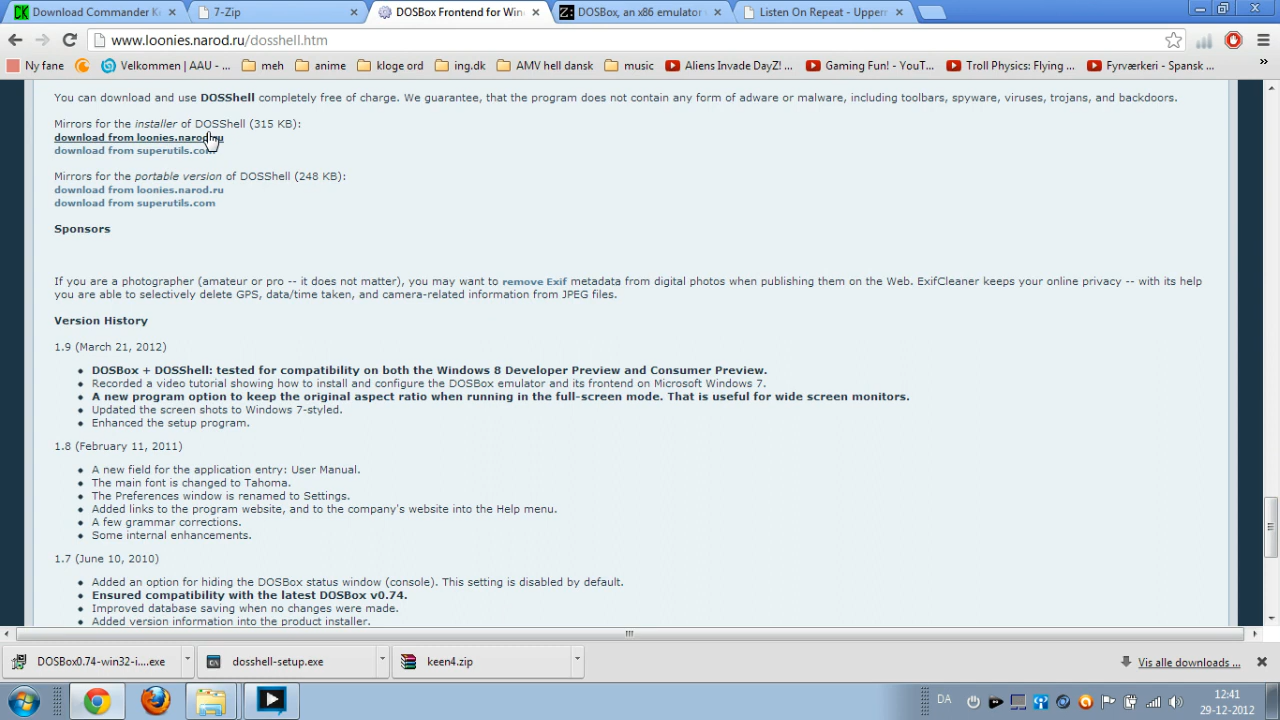 Download Commander K
7-Zip
DOSBox Frontend for Win
DOSBox, an x86 emulator
Listen On Repeat - Upperm
www.loonies.narod.ru/dosshell.htm
Ny fane
Velkommen | AAU - ...
meh
anime
kloge ord
ing.dk
AMV hell dansk
music
Aliens Invade DayZ! ...
Gaming Fun! - YouT...
Troll Physics: Flying ...
Fyrværkeri - Spansk ...
»
You can download and use DOSShell completely free of charge. We guarantee, that the program does not contain any form of adware or malware, including toolbars, spyware, viruses, trojans, and backdoors.
Mirrors for the installer of DOSShell (315 KB):
download from loonies.narod.ru
download from superutils.com
Mirrors for the portable version of DOSShell (248 KB):
download from loonies.narod.ru
download from superutils.com
Sponsors
If you are a photographer (amateur or pro -- it does not matter), you may want to remove Exif metadata from digital photos when publishing them on the Web. ExifCleaner keeps your online privacy -- with its help
you are able to selectively delete GPS, data/time taken, and camera-related information from JPEG files.
Version History
1.9 (March 21, 2012)
DOSBox + DOSShell: tested for compatibility on both the Windows 8 Developer Preview and Consumer Preview.
Recorded a video tutorial showing how to install and configure the DOSBox emulator and its frontend on Microsoft Windows 7.
A new program option to keep the original aspect ratio when running in the full-screen mode. That is useful for wide screen monitors.
Updated the screen shots to Windows 7-styled.
Enhanced the setup program.
1.8 (February 11, 2011)
A new field for the application entry: User Manual.
The main font is changed to Tahoma.
The Preferences window is renamed to Settings.
Added links to the program website, and to the company's website into the Help menu.
A few grammar corrections.
Some internal enhancements.
1.7 (June 10, 2010)
Added an option for hiding the DOSBox status window (console). This setting is disabled by default.
Ensured compatibility with the latest DOSBox v0.74.
Improved database saving when no changes were made.
Added version information into the product installer.
DOSBox0.74-win32-i....exe
dosshell-setup.exe
keen4.zip
Vis alle downloads ...
DA
12:41
29-12-2012